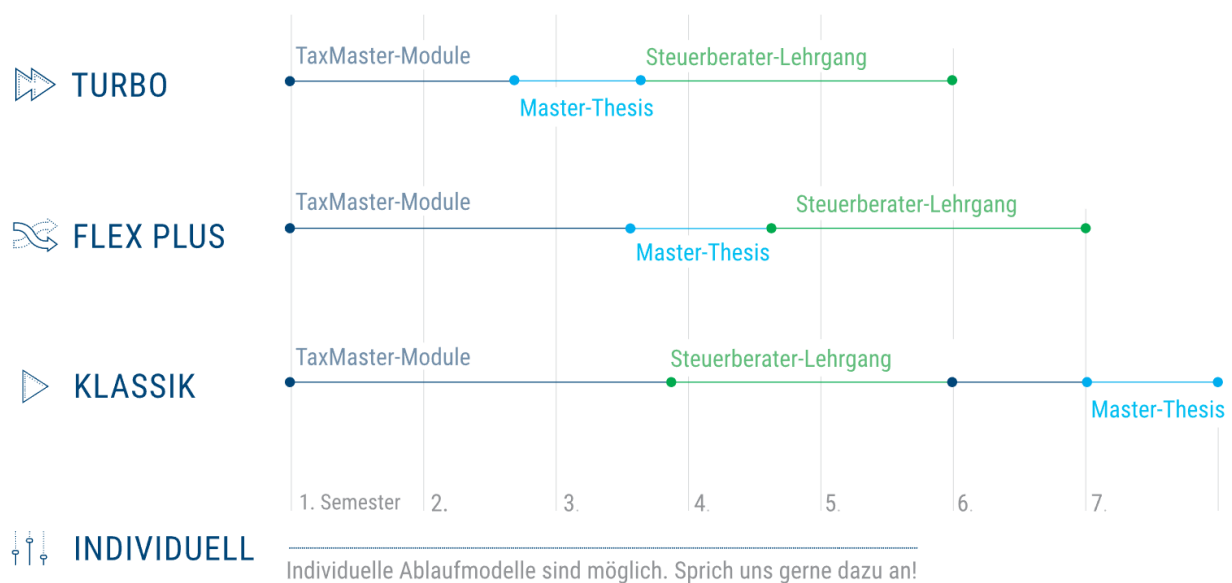 TaxMaster-Module
Steuerberater-Lehrgang
TURBO
Master-Thesis
TaxMaster-Module
Steuerberater-Lehrgang
FLEX PLUS
Master-Thesis
TaxMaster-Module
Steuerberater-Lehrgang
KLASSIK
Master-Thesis
1. Semester 2. 3. 4. 5. 6. 7.
INDIVIDUELL
Individuelle Ablaufmodelle sind möglich. Sprich uns gerne dazu an!